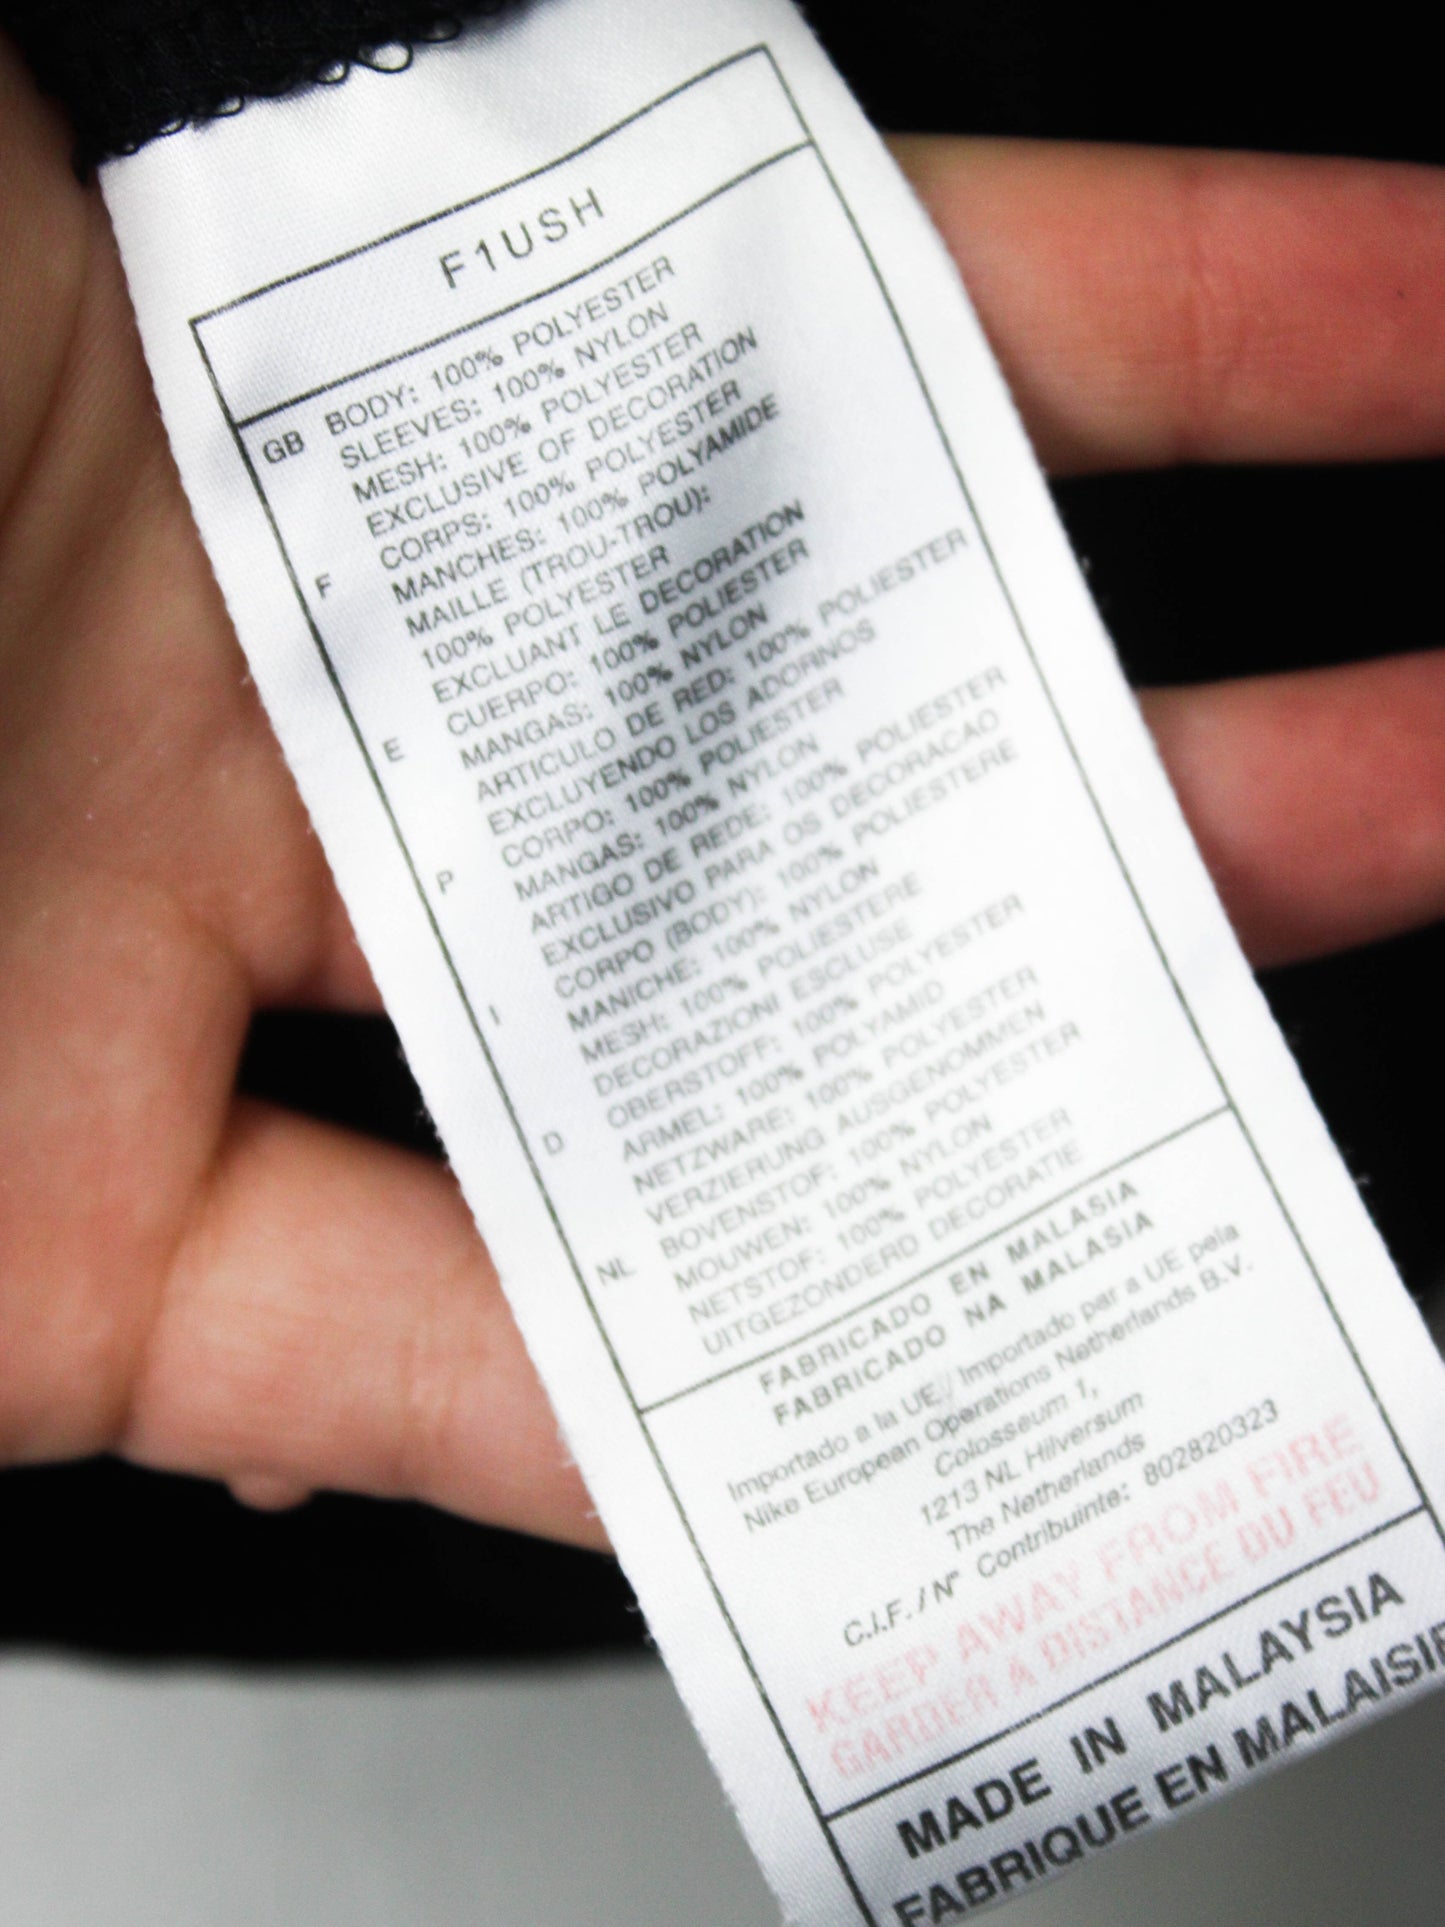 F1USH
GB BODY: 100% POLYESTER
SLEEVES: 100% NYLON
MESH: 100% POLYESTER
EXCLUSIVE OF DECORATION
F CORPS: 100% POLYESTER
MANCHES: 100% POLYAMIDE
MAILLE (TROU-TROU):
100% POLYESTER
EXCLUANT LE DECORATION
E CUERPO: 100% POLIESTER
MANGAS: 100% NYLON
ARTICULO DE RED: 100% POLIESTER
EXCLUYENDO LOS ADORNOS
P CORPO: 100% POLIESTER
MANGAS: 100% NYLON
ARTIGO DE REDE: 100% POLIESTER
EXCLUSIVO PARA OS DECORACAO
I CORPO (BODY): 100% POLIESTERE
MANICHE: 100% NYLON
MESH: 100% POLIESTERE
DECORAZIONI ESCLUSE
D OBERSTOFF: 100% POLYESTER
ARMEL: 100% POLYAMID
NETZWARE: 100% POLYESTER
VERZIERUNG AUSGENOMMEN
NL BOVENSTOF: 100% POLYESTER
MOUWEN: 100% NYLON
NETSTOF: 100% POLYESTER
UITGEZONDERD DECORATIE
FABRICADO EN MALASIA
FABRICADO NA MALASIA
Importado a la UE/ Importado par a UE pela
Nike European Operations Netherlands B.V.
Colosseum 1,
1213 NL Hilversum
The Netherlands
C.I.F. / N° Contribuinte: 802820323
KEEP AWAY FROM FIRE
GARDER A DISTANCE DU FEU
MADE IN MALAYSIA
FABRIQUE EN MALAISIE